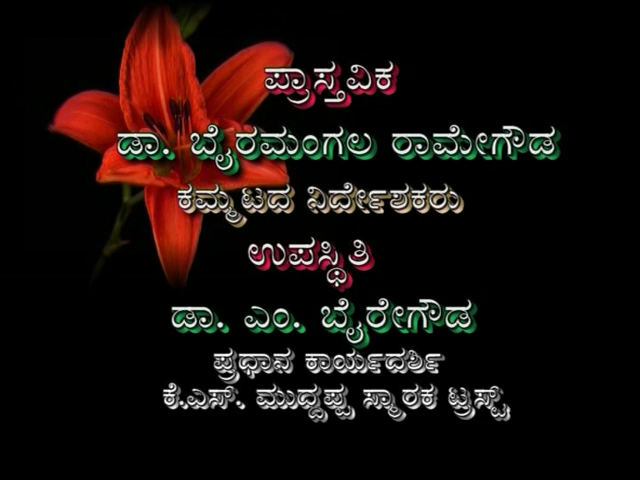 ಪ್ರಾಸ್ತವಿಕ
ಡಾ. ಬೈರಮಂಗಲ ರಾಮೇಗೌಡ
ಕಮ್ಮಟದ ನಿರ್ದೇಶಕರು
ಉಪಸ್ಥಿತಿ
ಡಾ. ಎಂ. ಬೈರೇಗೌಡ
ಪ್ರಧಾನ ಕಾರ್ಯದರ್ಶಿ
ಕೆ.ಎಸ್. ಮುದ್ದಪ್ಪ ಸ್ಮಾರಕ ಟ್ರಸ್ಟ್